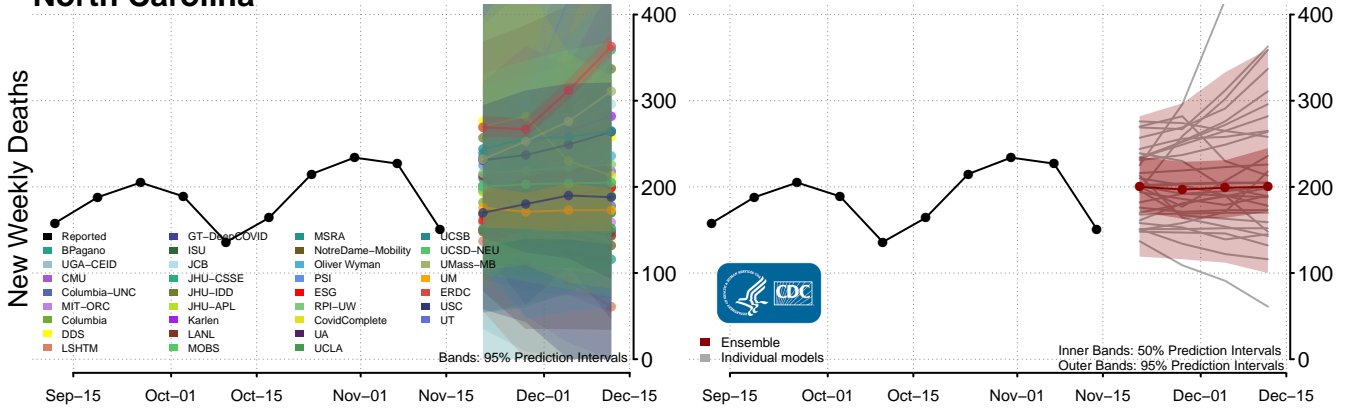 North Carolina
New Weekly Deaths
400
300
200
100
0
Reported
BPagano
UGA−CEID
CMU
Columbia−UNC
MIT−ORC
Columbia
DDS
LSHTM
GT−DeepCOVID
ISU
JCB
JHU−CSSE
JHU−IDD
JHU−APL
Karlen
LANL
MOBS
MSRA
NotreDame−Mobility
Oliver Wyman
PSI
ESG
RPI−UW
CovidComplete
UA
UCLA
UCSB
UCSD−NEU
UMass−MB
UM
ERDC
USC
UT
Bands: 95% Prediction Intervals
Sep−15 Oct−01 Oct−15 Nov−01 Nov−15 Dec−01 Dec−15
400
300
200
100
0
CDC
Ensemble
Individual models
Inner Bands: 50% Prediction Intervals
Outer Bands: 95% Prediction Intervals
Sep−15 Oct−01 Oct−15 Nov−01 Nov−15 Dec−01 Dec−15